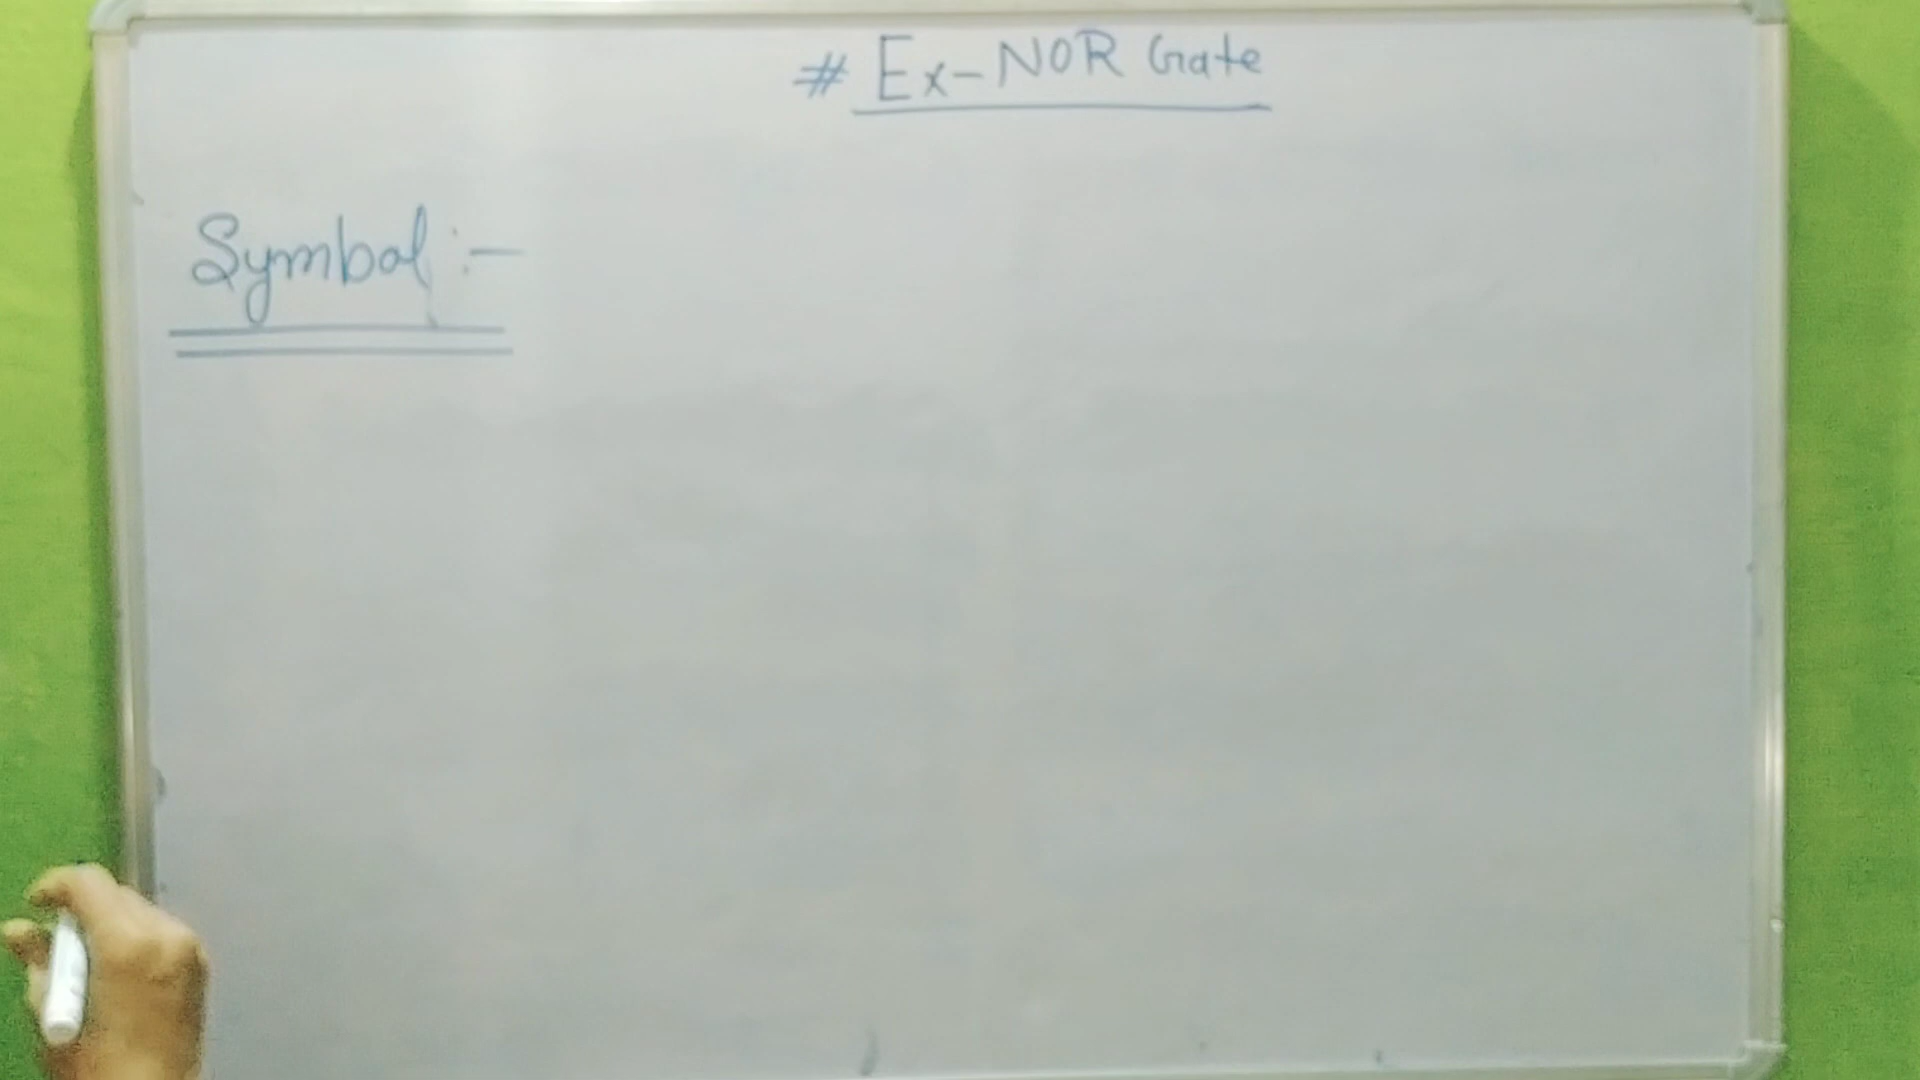 # Ex-NOR Gate
Symbol :-